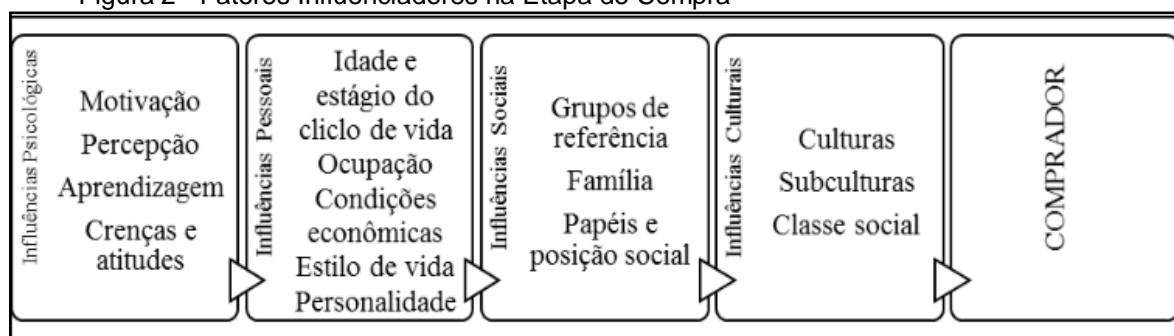 Figura 2 - Fatores Influenciadores na Etapa de Compra
Influências Psicológicas
Motivação
Percepção
Aprendizagem
Crenças e
atitudes
Influências Pessoais
Idade e
estágio do
cliclo de vida
Ocupação
Condições
econômicas
Estilo de vida
Personalidade
Influências Sociais
Grupos de
referência
Família
Papéis e
posição social
Influências Culturais
Culturas
Subculturas
Classe social
COMPRADOR